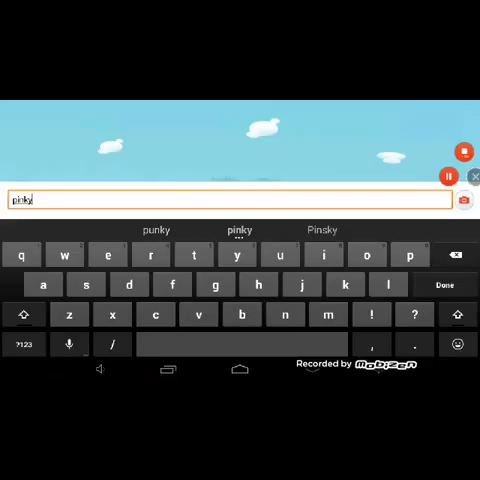 pinky
punky pinky Pinsky
q w e r t y u i o p
a s d f g h j k l Done
z x c v b n m ! ?
?123 / , .
Recorded by mobizen